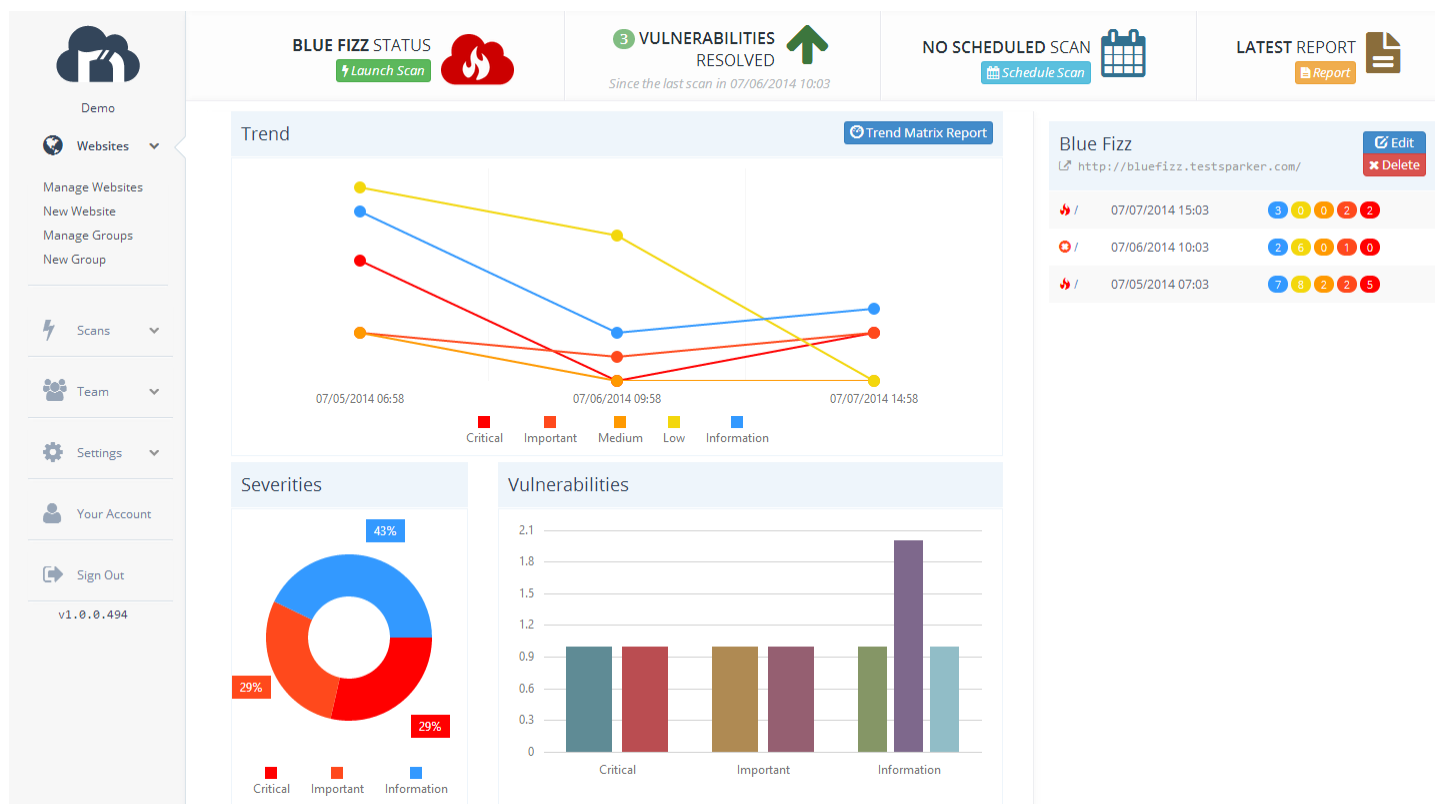 Demo
Websites
Manage Websites
New Website
Manage Groups
New Group
Scans
Team
Settings
Your Account
Sign Out
v1.0.0.494
BLUE FIZZ STATUS
Launch Scan
3 VULNERABILITIES
RESOLVED
Since the last scan in 07/06/2014 10:03
NO SCHEDULED SCAN
Schedule Scan
LATEST REPORT
Report
Trend
Trend Matrix Report
07/05/2014 06:58
07/06/2014 09:58
07/07/2014 14:58
Critical
Important
Medium
Low
Information
Severities
43%
29%
29%
Critical
Important
Information
Vulnerabilities
2.1
1.8
1.5
1.2
0.9
0.6
0.3
0
Critical
Important
Information
Blue Fizz
Edit
http://bluefizz.testsparker.com/
Delete
/ 07/07/2014 15:03 3 0 0 2 2
/ 07/06/2014 10:03 2 6 0 1 0
/ 07/05/2014 07:03 7 8 2 2 5